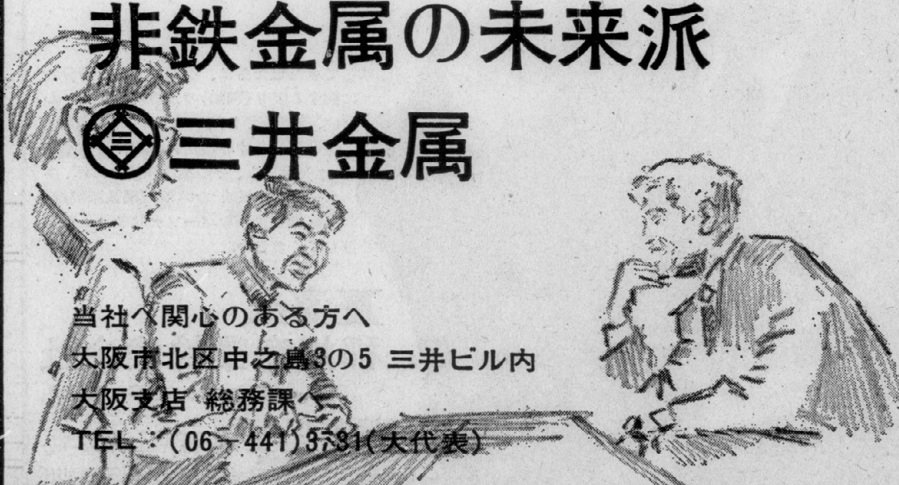 非鉄金属の未来派
三井金属
当社へ関心のある方へ
大阪市北区中之島3の5 三井ビル内
大阪支店 総務課へ
TEL (06-441)3731(大代表)